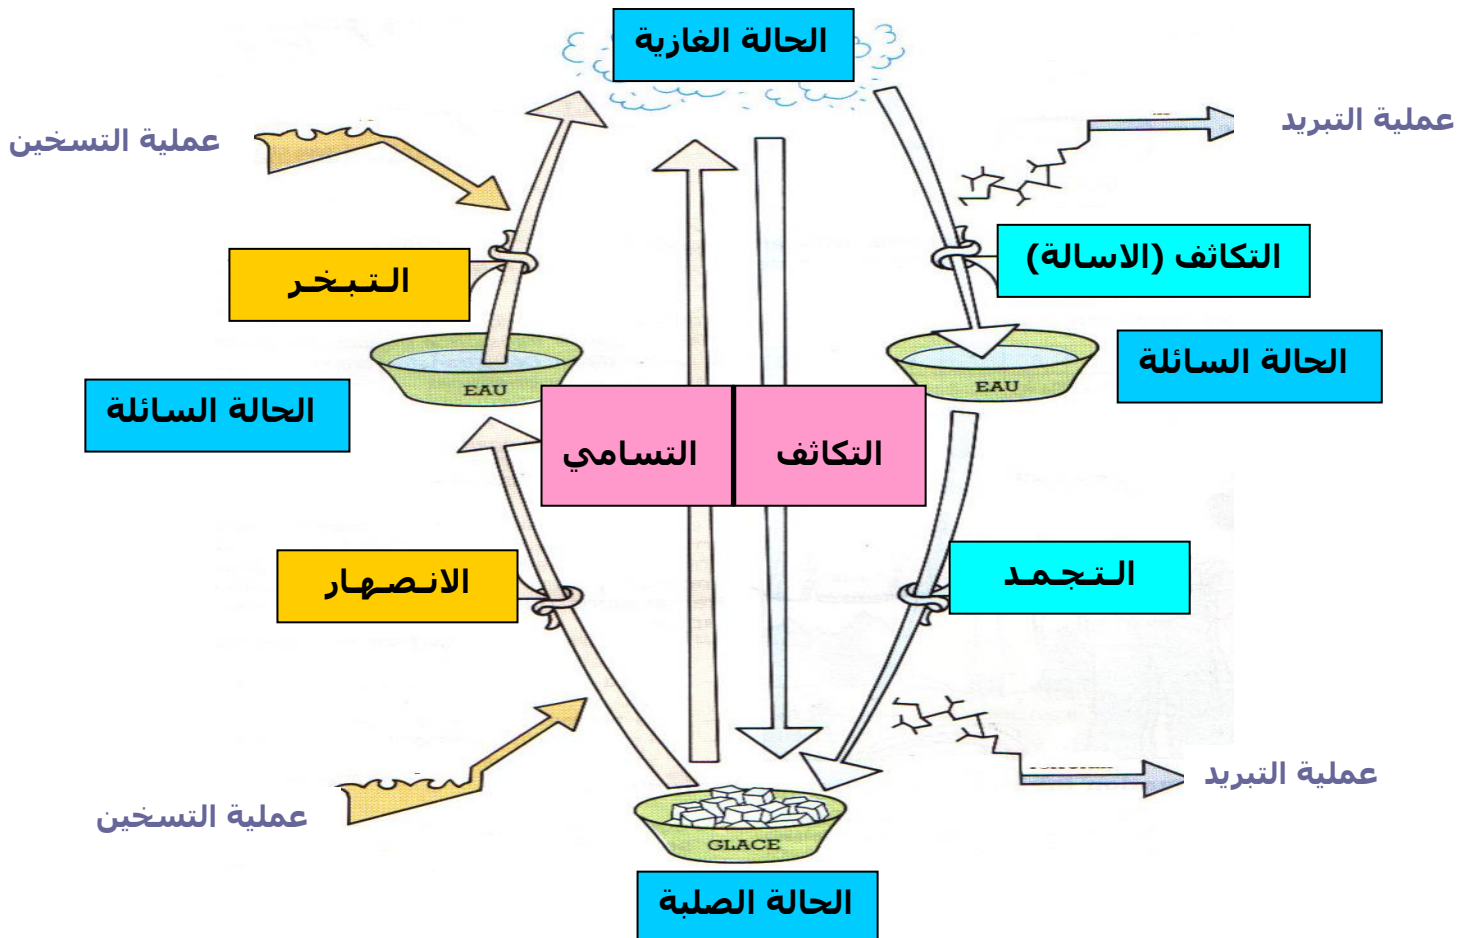 الحالة الغازية
عملية التبريد
عملية التسخين
التكاثف (الاسالة)
التبخر
الحالة السائلة
EAU
EAU
الحالة السائلة
التكاثف
التسامي
التجمد
الانصهار
عملية التبريد
عملية التسخين
GLACE
الحالة الصلبة